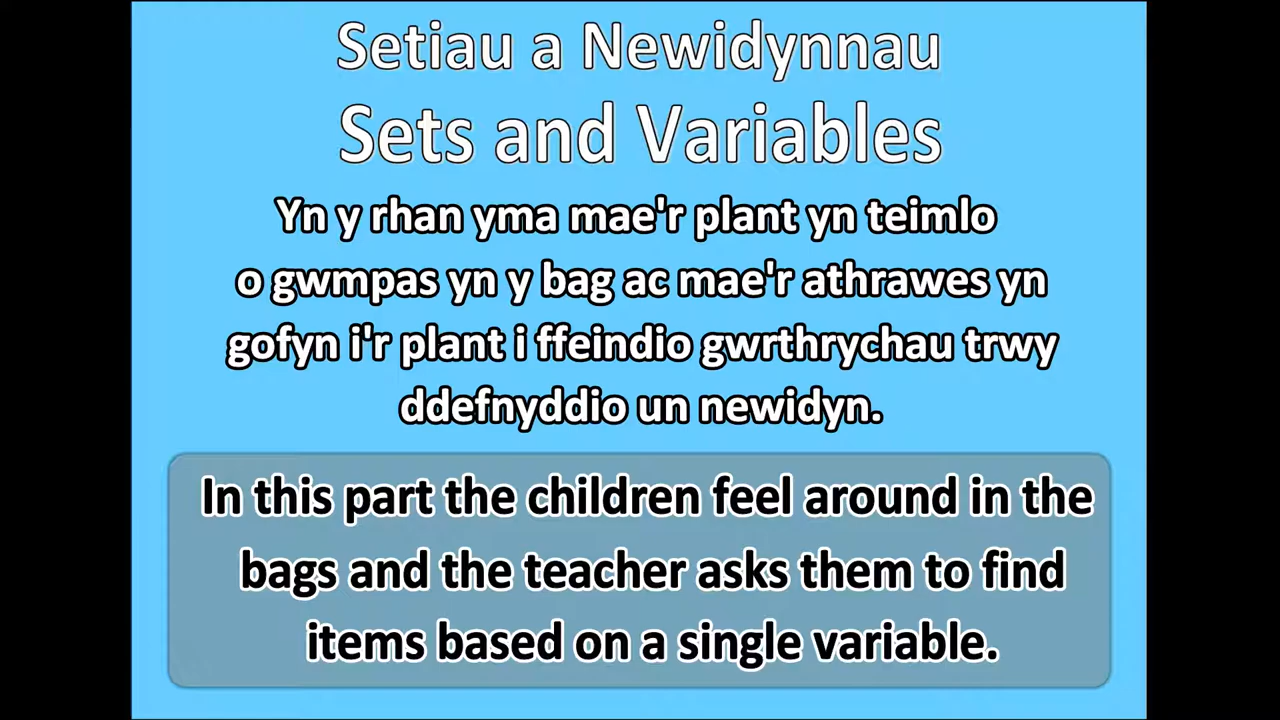 Setiau a Newidynnau
Sets and Variables
Yn y rhan yma mae'r plant yn teimlo
o gwmpas yn y bag ac mae'r athrawes yn
gofyn i'r plant i ffeindio gwrthrychau trwy
ddefnyddio un newidyn.
In this part the children feel around in the
bags and the teacher asks them to find
items based on a single variable.